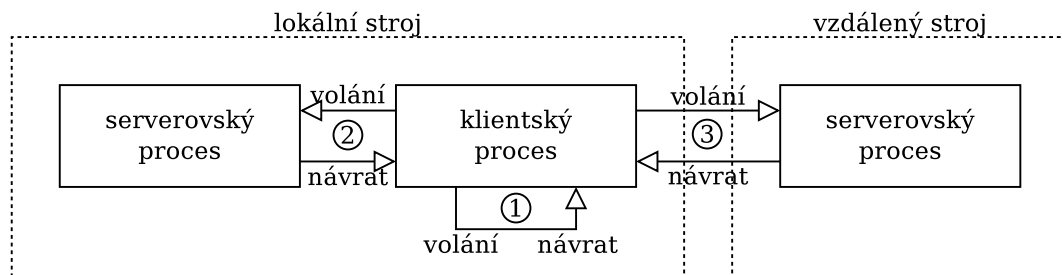 lokální stroj
vzdálený stroj
volání
volání
serverovský
proces
klientský
proces
serverovský
proces
2
3
návrat
návrat
1
volání
návrat